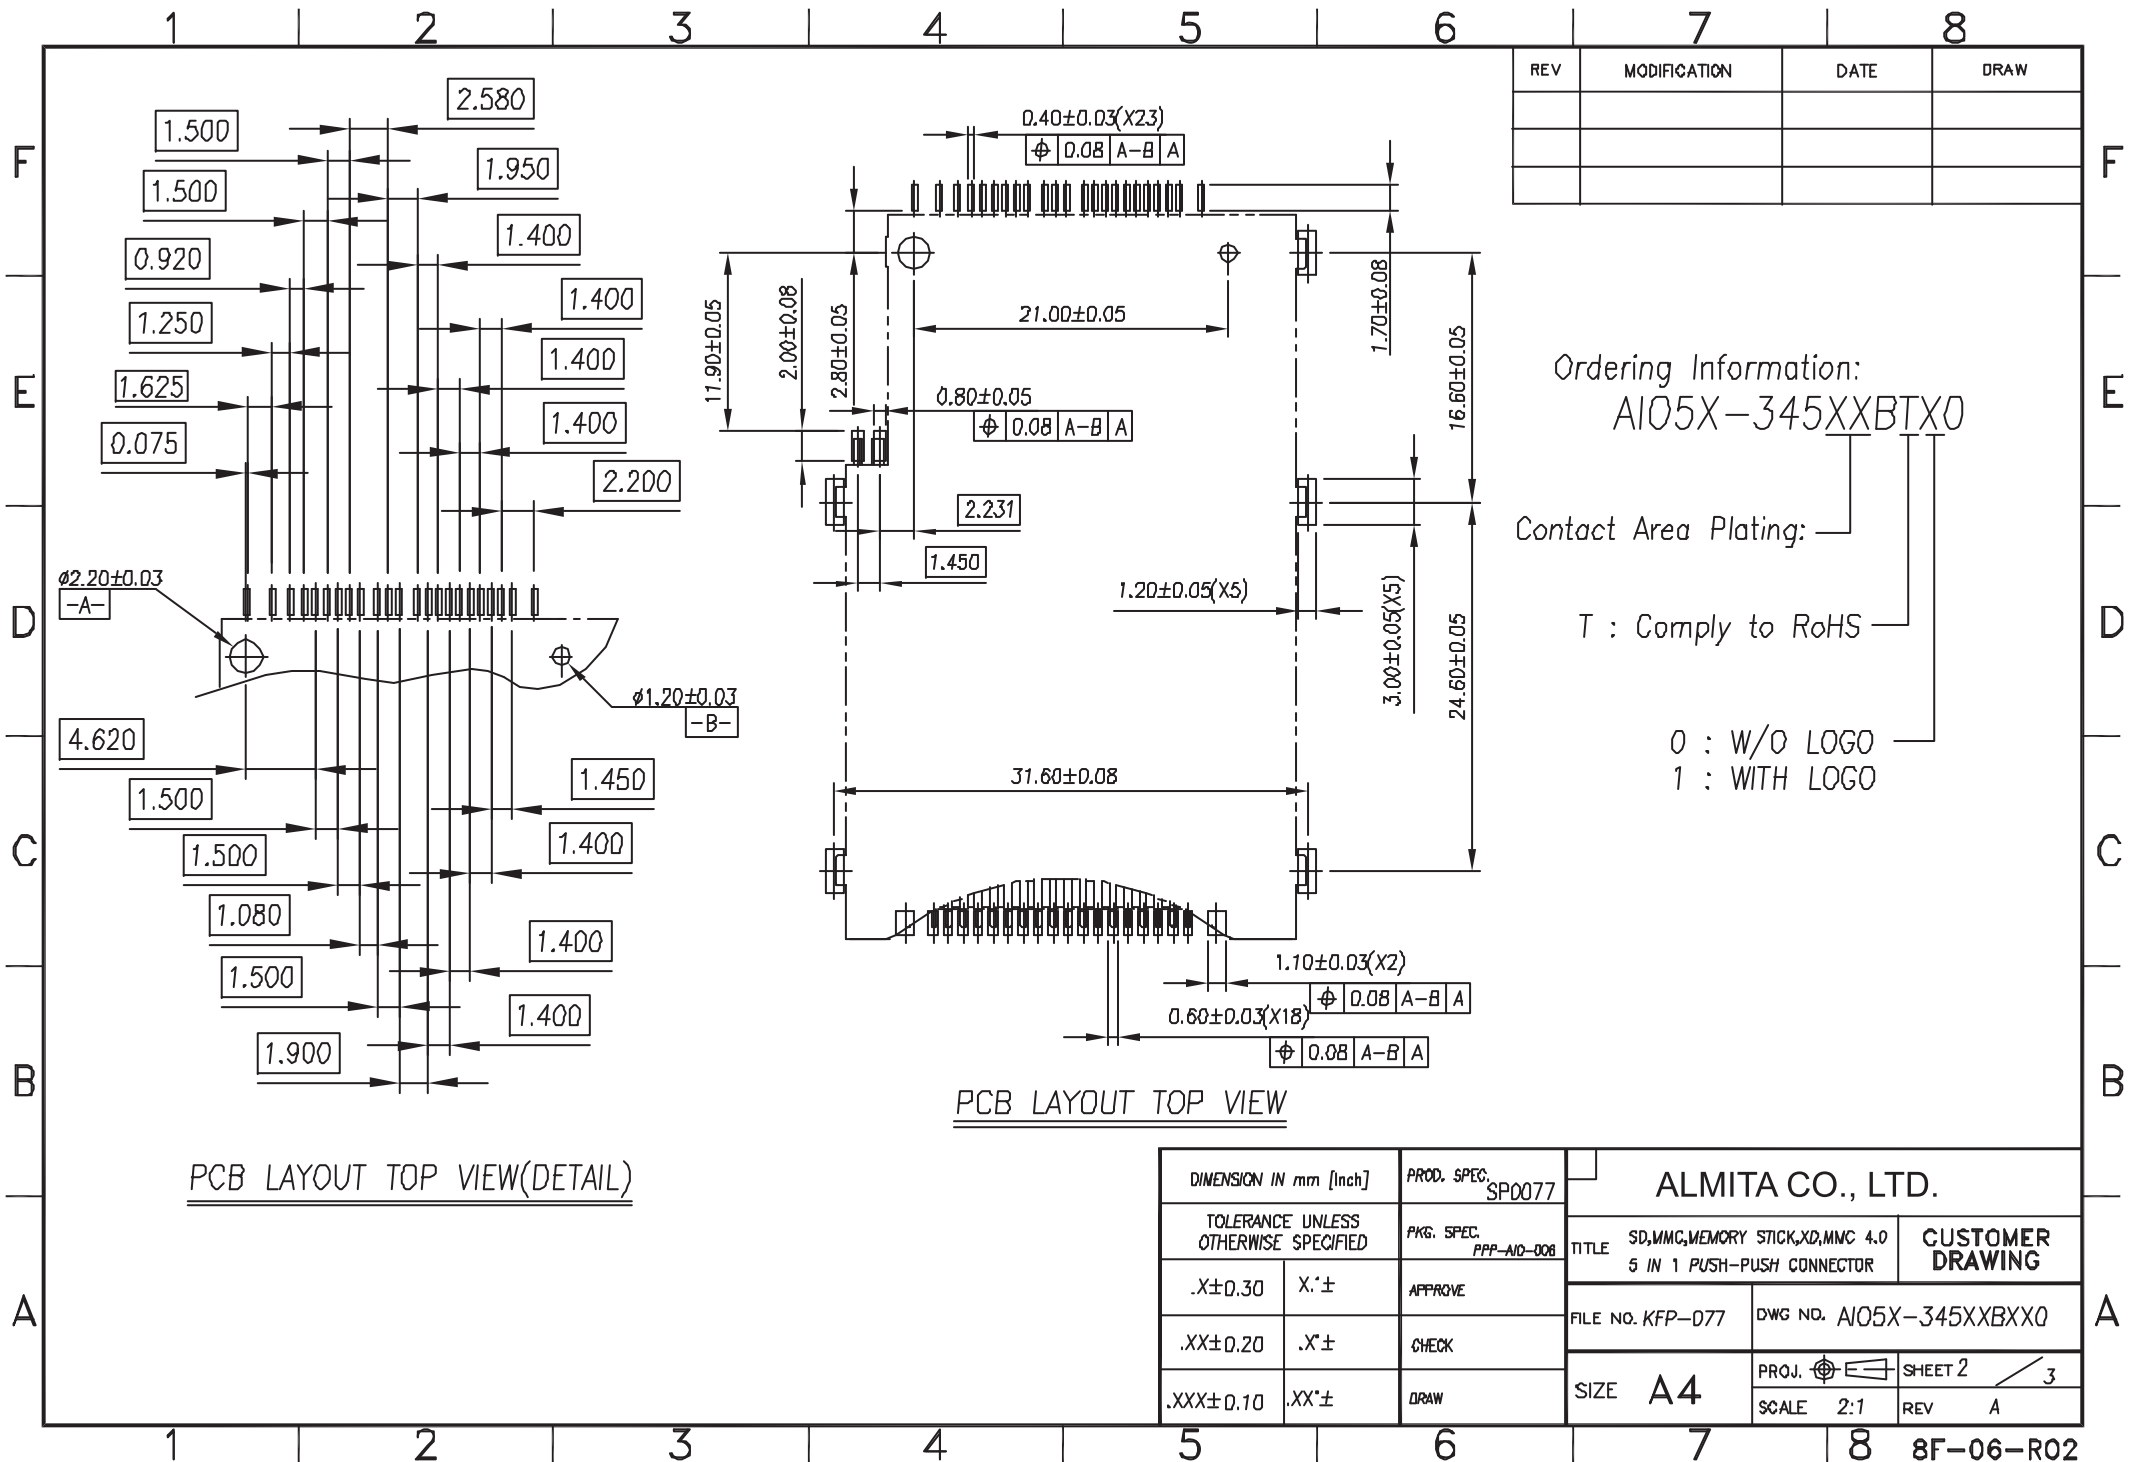 1 2 3 4 5 6 7 8
REV MODIFICATION DATE DRAW
F F
E E
D D
C C
B B
A A
2.580
1.500
1.950
1.500
1.400
0.920
1.400
1.250
1.400
1.625
1.400
0.075
2.200
ø2.20±0.03
-A-
ø1.20±0.03
-B-
4.620
1.450
1.500
1.400
1.500
1.080
1.400
1.500
1.400
1.900
PCB LAYOUT TOP VIEW(DETAIL)
0.40±0.03(X23)
0.08 A-B A
1.70±0.08
11.90±0.05
2.00±0.08
2.80±0.05
21.00±0.05
16.60±0.05
0.80±0.05
0.08 A-B A
2.231
1.450
1.20±0.05(X5)
3.00±0.05(X5)
24.60±0.05
31.60±0.08
1.10±0.03(X2)
0.08 A-B A
0.60±0.03(X18)
0.08 A-B A
PCB LAYOUT TOP VIEW
Ordering Information:
AIO5X-345XXBTX0
Contact Area Plating:
T : Comply to RoHS
0 : W/O LOGO
1 : WITH LOGO
DIMENSION IN mm [Inch]
TOLERANCE UNLESS
OTHERWISE SPECIFIED
.X±0.30 X.°±
.XX±0.20 .X°±
.XXX±0.10 .XX°±
PROD. SPEC.
SP0077
PKG. SPEC.
PPP-AIO-006
APPROVE
CHECK
DRAW
ALMITA CO., LTD.
TITLE SD,MMC,MEMORY STICK,XD,MMC 4.0
5 IN 1 PUSH-PUSH CONNECTOR
CUSTOMER
DRAWING
FILE NO. KFP-077
DWG NO. AIO5X-345XXBXX0
SIZE A4
PROJ. SHEET 2 / 3
SCALE 2:1 REV A
1 2 3 4 5 6 7 8
8F-06-R02